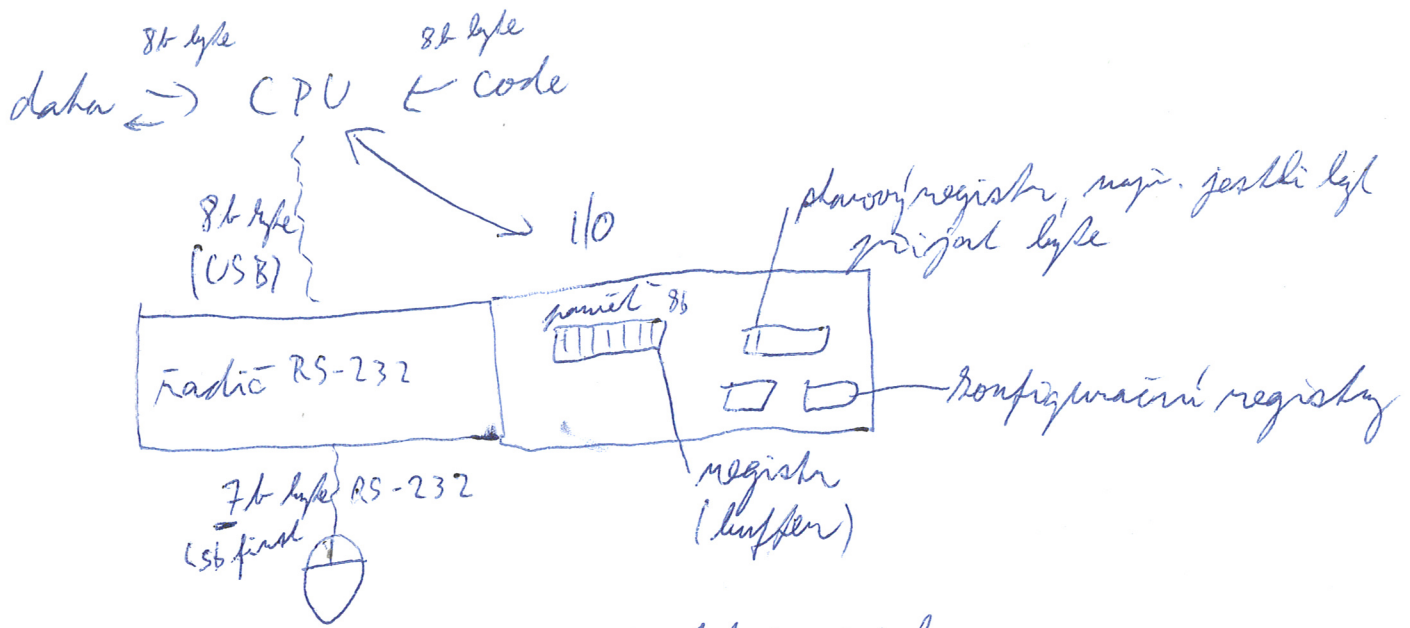 8b byte
8b byte
data
CPU
code
8b byte
(USB)
I/O
stavový registr, např. jestli byl
přijat byte
paměť 8b
řadič RS-232
konfigurační registry
registr
(buffer)
7b byte
RS-232
LSb first